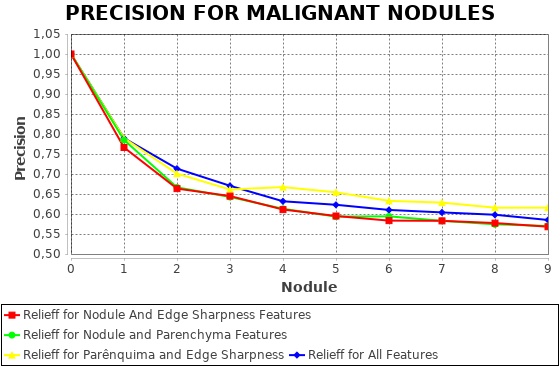 PRECISION FOR MALIGNANT NODULES
1,05
1,00
0,95
0,90
0,85
0,80
0,75
0,70
0,65
0,60
0,55
0,50
Precision
0 1 2 3 4 5 6 7 8 9
Nodule
Relieff for Nodule And Edge Sharpness Features
Relieff for Nodule and Parenchyma Features
Relieff for Parênquima and Edge Sharpness Relieff for All Features